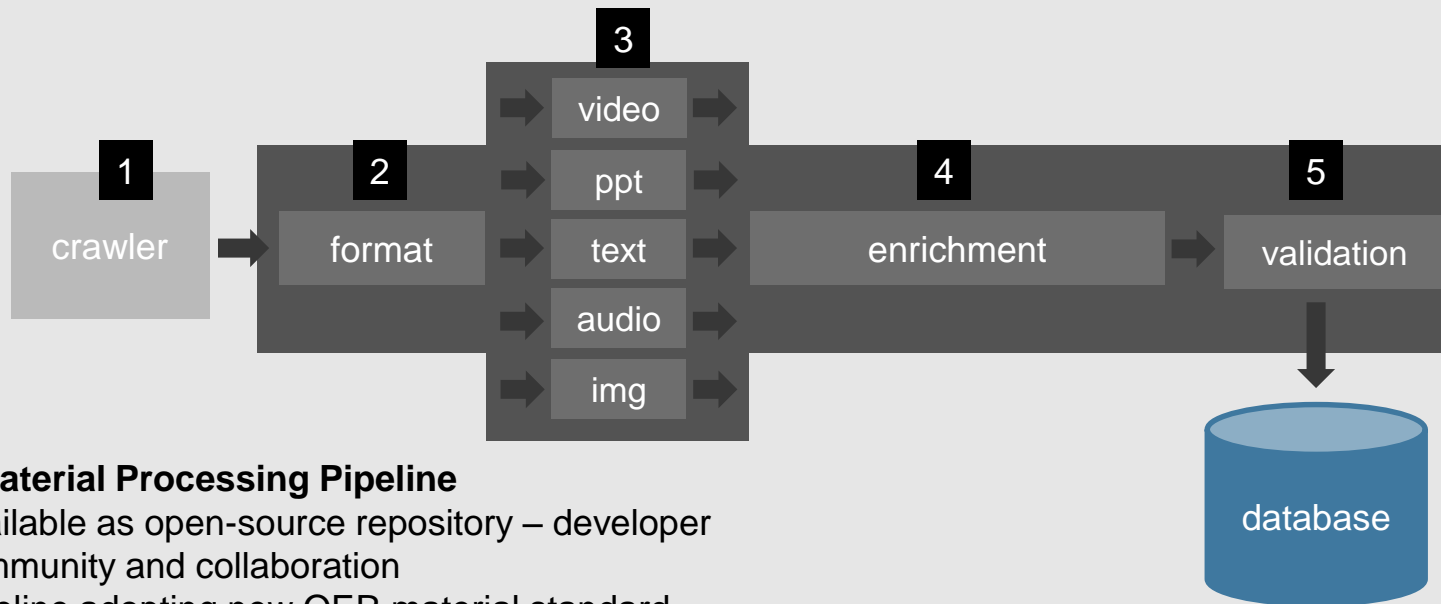 3
video
1
2
4
5
ppt
crawler
format
text
enrichment
validation
audio
img
aterial Processing Pipeline
ilable as open-source repository – developer
mmunity and collaboration
database